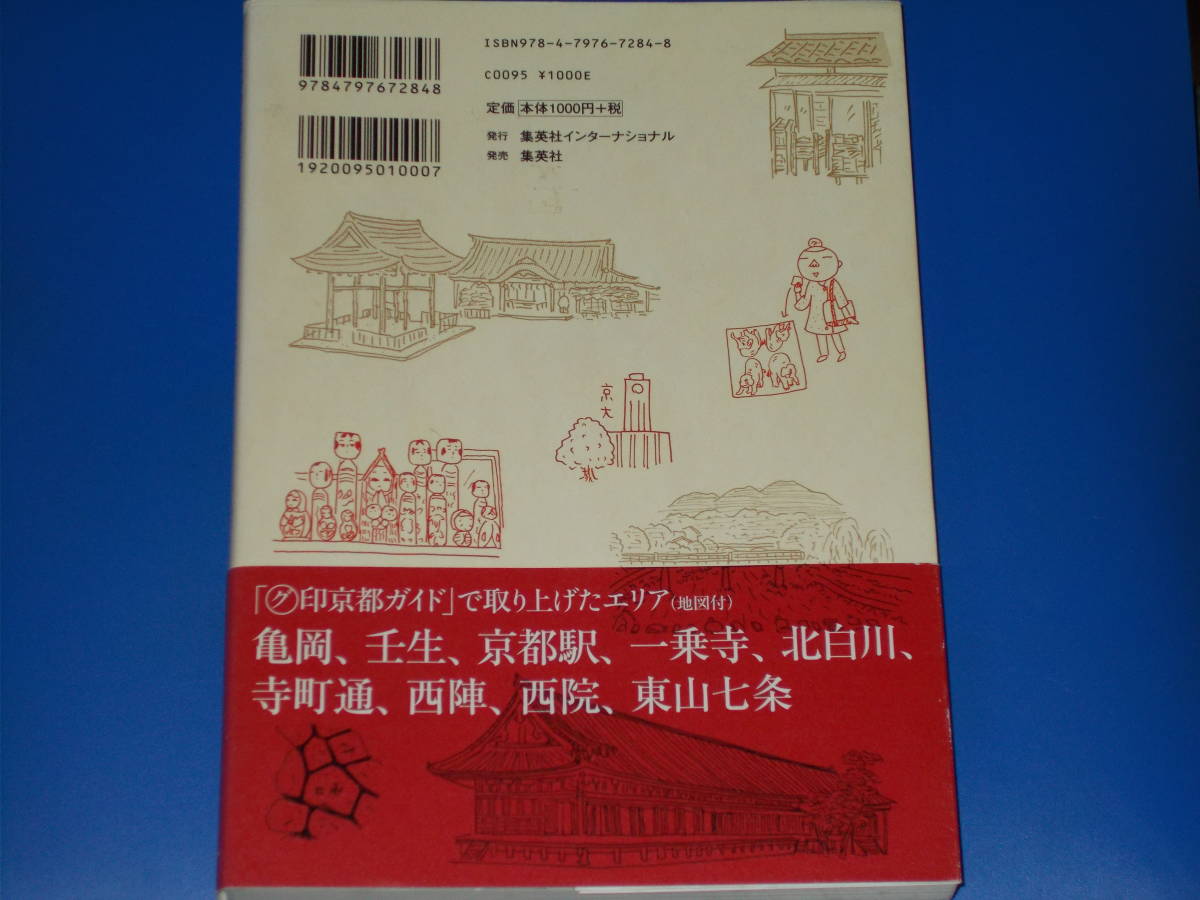 ISBN978-4-7976-7284-8
9784797672848
C0095 ¥1000E
定価 本体1000円+税
発行 集英社インターナショナル
発売 集英社
1920095010007
京大
「㋗印京都ガイド」で取り上げたエリア(地図付)
亀岡、壬生、京都駅、一乗寺、北白川、
寺町通、西陣、西院、東山七条